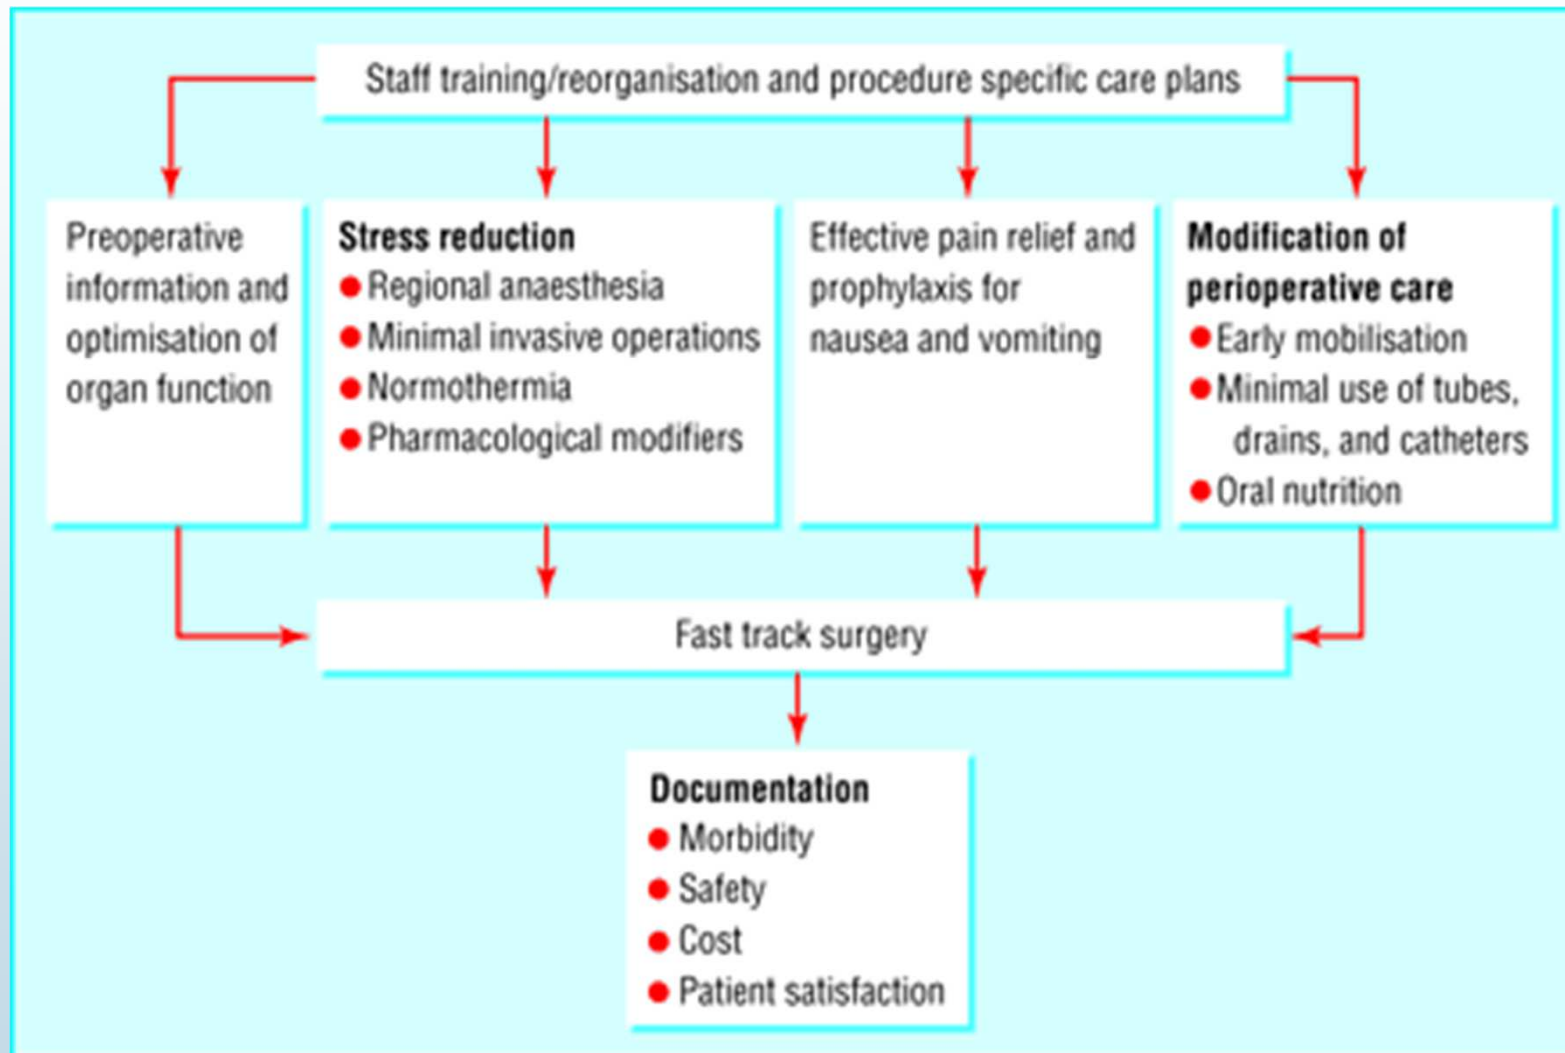 Staff training/reorganisation and procedure specific care plans
Preoperative
information and
optimisation of
organ function
Stress reduction
● Regional anaesthesia
● Minimal invasive operations
● Normothermia
● Pharmacological modifiers
Effective pain relief and
prophylaxis for
nausea and vomiting
Modification of
perioperative care
● Early mobilisation
● Minimal use of tubes,
drains, and catheters
● Oral nutrition
Fast track surgery
Documentation
● Morbidity
● Safety
● Cost
● Patient satisfaction